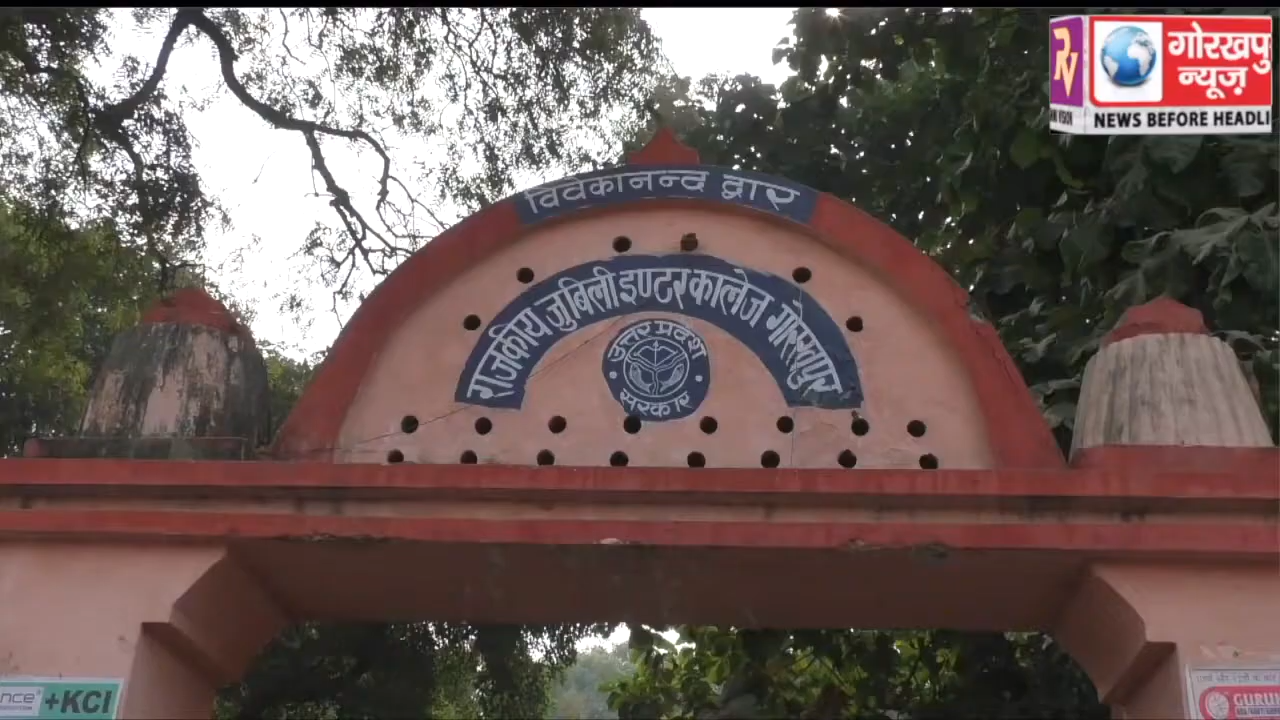 गोरखपु
न्यूज़
NEWS BEFORE HEADLI
विवेकानन्द द्वार
राजकीय जुबिली इण्टर कालेज गोरखपुर
उत्तर प्रदेश
सरकार
+KCI
GURU